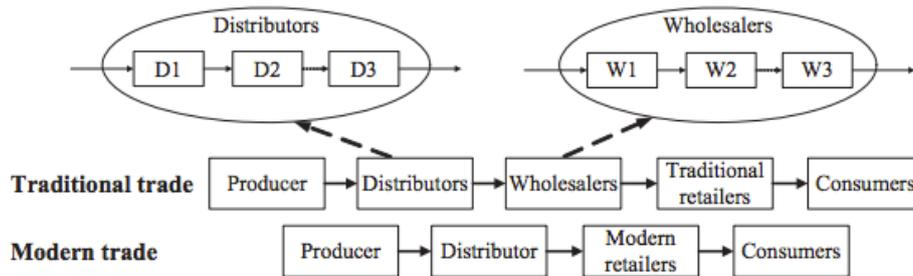 Distributors
Wholesalers
D1 D2 D3
W1 W2 W3
Traditional trade
Producer
Distributors
Wholesalers
Traditional
retailers
Consumers
Modern trade
Producer
Distributor
Modern
retailers
Consumers